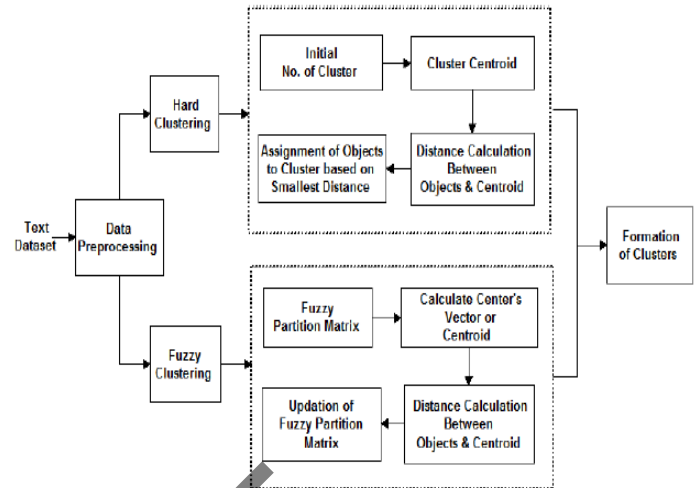 Initial
No. of Cluster
Cluster Centroid
Hard
Clustering
Assignment of Objects
to Cluster based on
Smallest Distance
Distance Calculation
Between
Objects & Centroid
Text
Dataset
Data
Preprocessing
Formation
of Clusters
Fuzzy
Partition Matrix
Calculate Center's
Vector or
Centroid
Fuzzy
Clustering
Updation of
Fuzzy Partition
Matrix
Distance Calculation
Between
Objects & Centroid